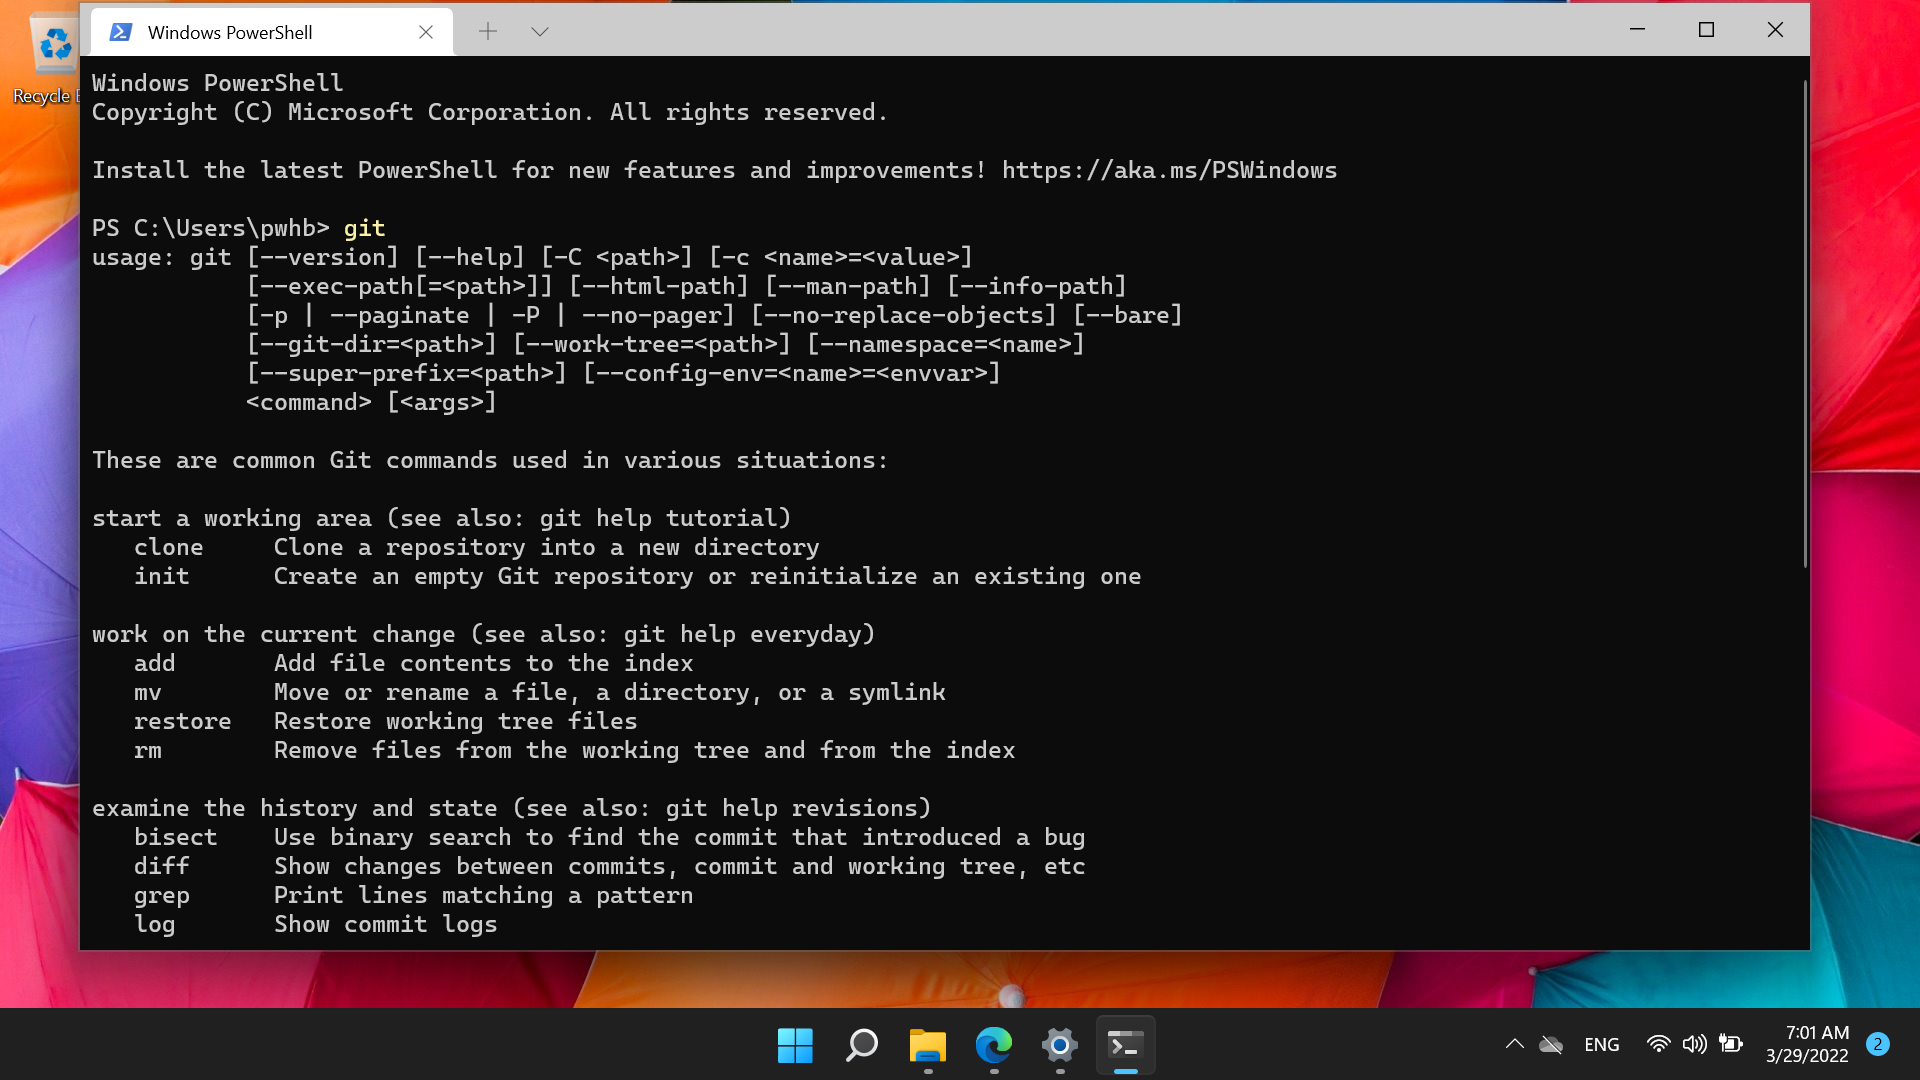 Windows PowerShell
Recycle
Windows PowerShell
Copyright (C) Microsoft Corporation. All rights reserved.
Install the latest PowerShell for new features and improvements! https://aka.ms/PSWindows
PS C:\Users\pwhb> git
usage: git [--version] [--help] [-C <path>] [-c <name>=<value>]
[--exec-path[=<path>]] [--html-path] [--man-path] [--info-path]
[-p | --paginate | -P | --no-pager] [--no-replace-objects] [--bare]
[--git-dir=<path>] [--work-tree=<path>] [--namespace=<name>]
[--super-prefix=<path>] [--config-env=<name>=<envvar>]
<command> [<args>]
These are common Git commands used in various situations:
start a working area (see also: git help tutorial)
clone Clone a repository into a new directory
init Create an empty Git repository or reinitialize an existing one
work on the current change (see also: git help everyday)
add Add file contents to the index
mv Move or rename a file, a directory, or a symlink
restore Restore working tree files
rm Remove files from the working tree and from the index
examine the history and state (see also: git help revisions)
bisect Use binary search to find the commit that introduced a bug
diff Show changes between commits, commit and working tree, etc
grep Print lines matching a pattern
log Show commit logs
ENG
7:01 AM
3/29/2022
2